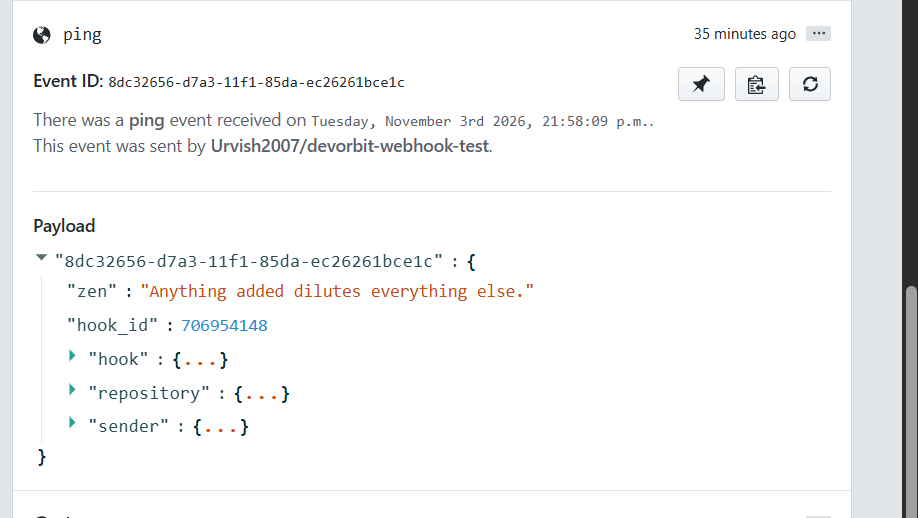 ping 35 minutes ago
Event ID: 8dc32656-d7a3-11f1-85da-ec26261bce1c
There was a ping event received on Tuesday, November 3rd 2026, 21:58:09 p.m..
This event was sent by Urvish2007/devorbit-webhook-test.
Payload
"8dc32656-d7a3-11f1-85da-ec26261bce1c" : {
"zen" : "Anything added dilutes everything else."
"hook_id" : 706954148
"hook" : {...}
"repository" : {...}
"sender" : {...}
}